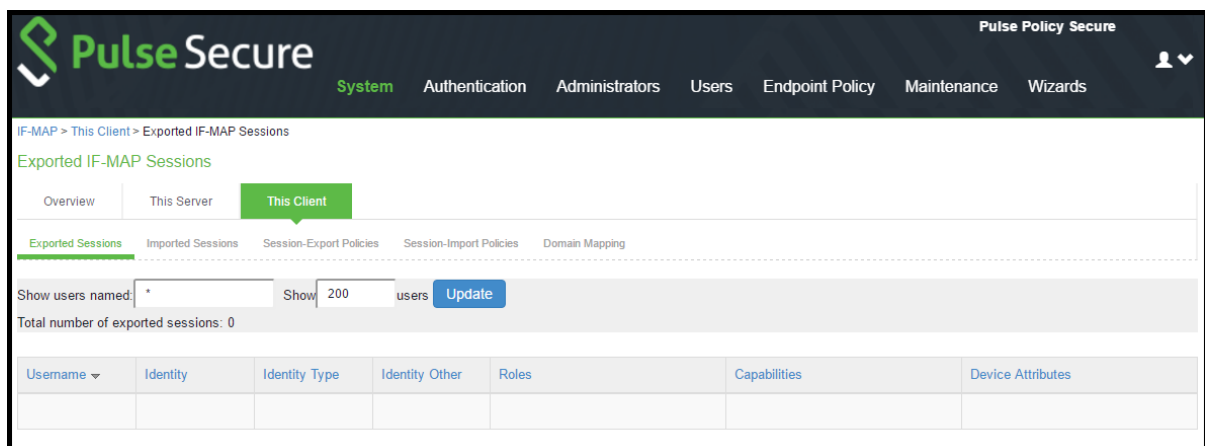 Pulse Policy Secure
Pulse Secure
System Authentication Administrators Users Endpoint Policy Maintenance Wizards
IF-MAP > This Client > Exported IF-MAP Sessions
Exported IF-MAP Sessions
Overview This Server This Client
Exported Sessions Imported Sessions Session-Export Policies Session-Import Policies Domain Mapping
Show users named: * Show 200 users Update
Total number of exported sessions: 0
Username Identity Identity Type Identity Other Roles Capabilities Device Attributes